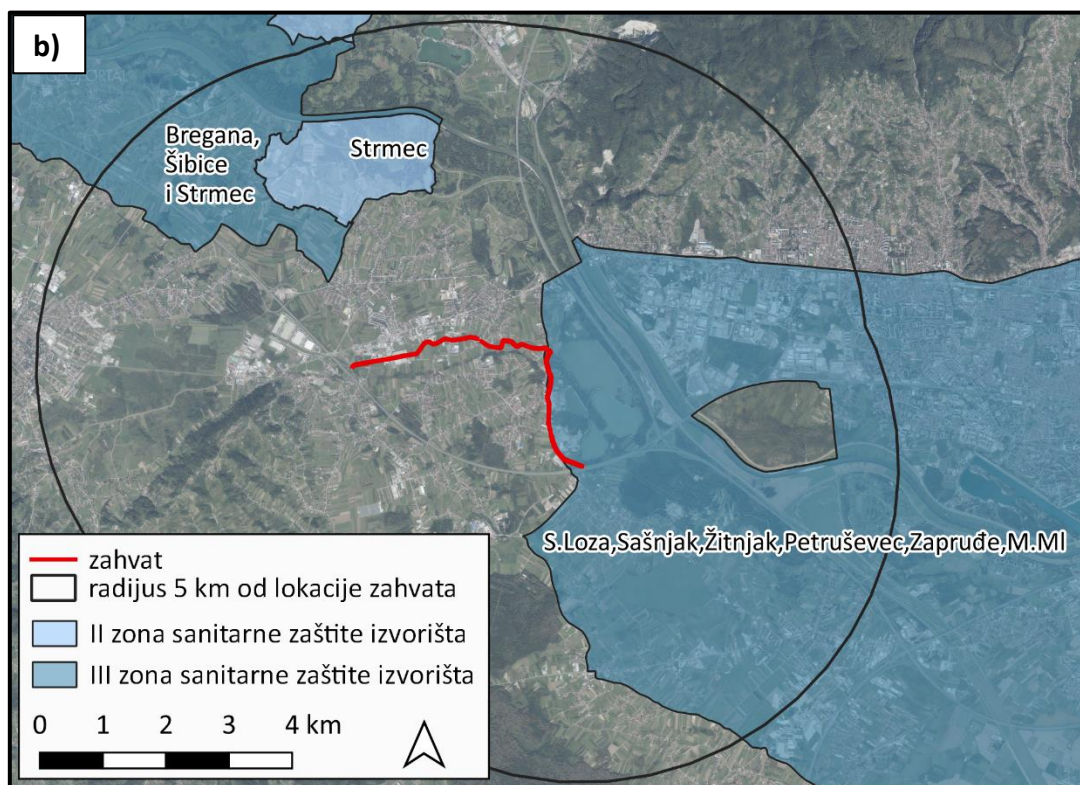 b)
Bregana,
Šibice
i Strmec
Strmec
S.Loza,Sašnjak,Žitnjak,Petruševec,Zapruđe,M.Ml
zahvat
radijus 5 km od lokacije zahvata
II zona sanitarne zaštite izvorišta
III zona sanitarne zaštite izvorišta
0 1 2 3 4 km